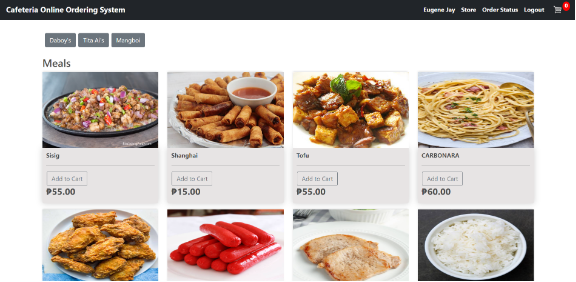 Cafeteria Online Ordering System
Eugene Jay Store Order Status Logout 0
Daboy's Tita Ai's Mangboi
Meals
Sisig Shanghai Tofu CARBONARA
Add to Cart Add to Cart Add to Cart Add to Cart
₱55.00 ₱15.00 ₱55.00 ₱60.00